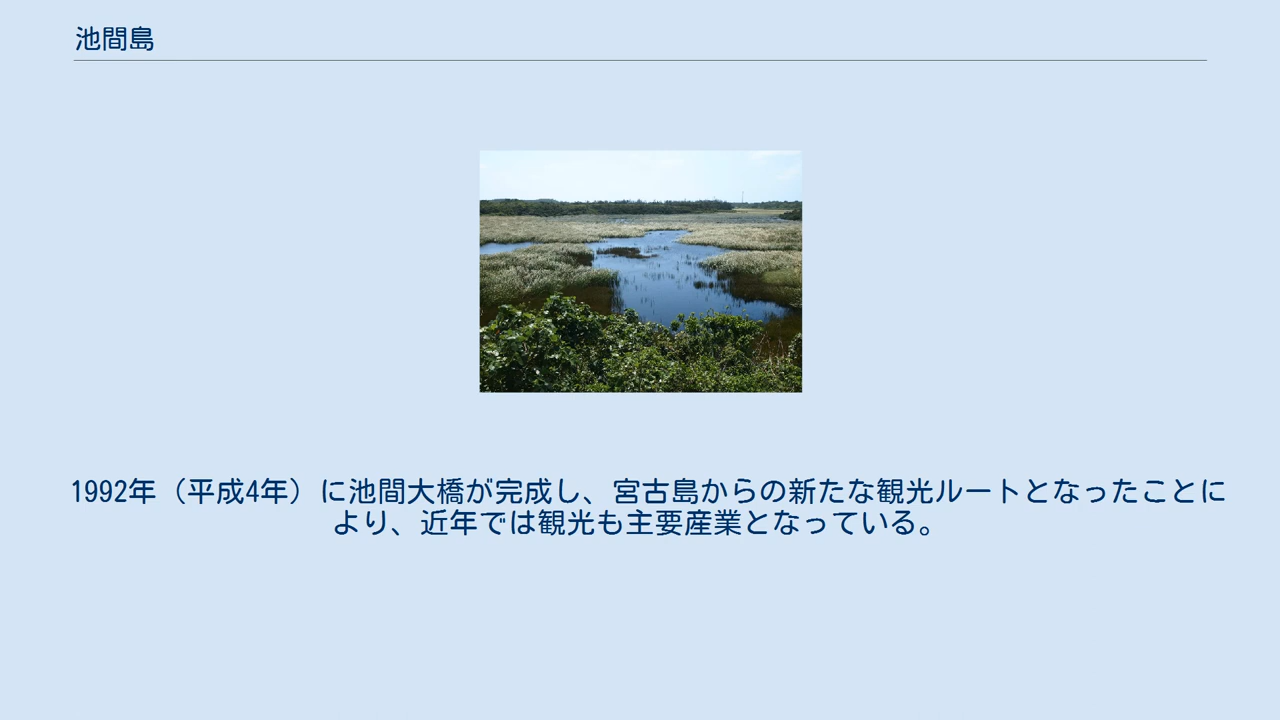 池間島
1992年（平成4年）に池間大橋が完成し、宮古島からの新たな観光ルートとなったことに
より、近年では観光も主要産業となっている。